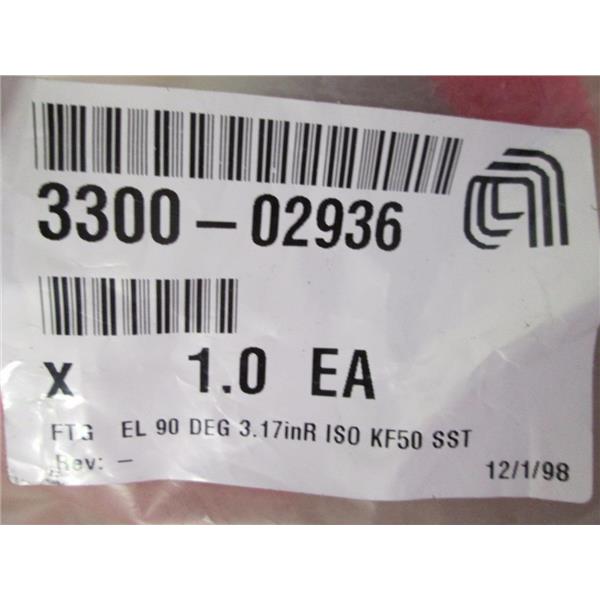 3300-02936
x 1.0 EA
FTG EL 90 DEG 3.17inR ISO KF50 SST
Rev: -
12/1/98